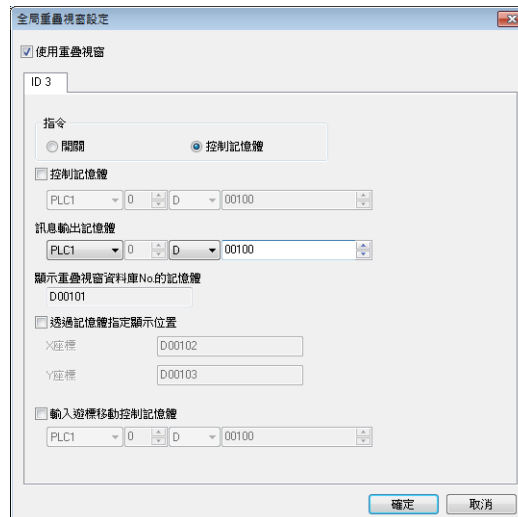 全局重疊視窗設定
使用重疊視窗
ID 3
指令
開關 控制記憶體
控制記憶體
PLC1 0 D 00100
訊息輸出記憶體
PLC1 0 D 00100
顯示重疊視窗資料庫No.的記憶體
D00101
透過記憶體指定顯示位置
X座標 D00102
Y座標 D00103
輸入遊標移動控制記憶體
PLC1 0 D 00100
確定 取消